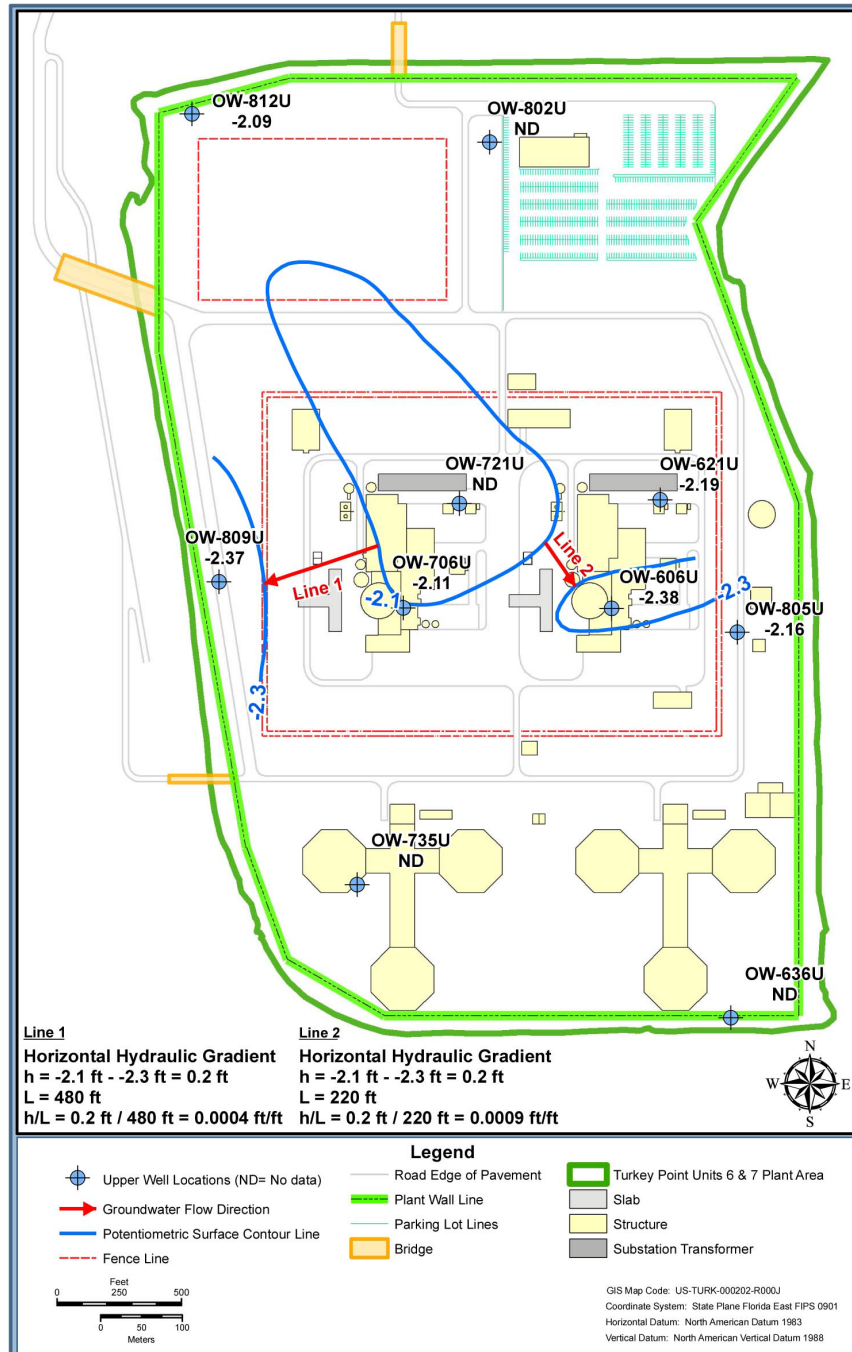 OW-812U
-2.09
OW-802U
ND
OW-721U
ND
OW-621U
-2.19
OW-809U
-2.37
Line 1
OW-706U
-2.11
-2.1
Line 2
OW-606U
-2.38
-2.3
OW-805U
-2.16
-2.3
OW-735U
ND
OW-636U
ND
Line 1
Horizontal Hydraulic Gradient
h = -2.1 ft - -2.3 ft = 0.2 ft
L = 480 ft
h/L = 0.2 ft / 480 ft = 0.0004 ft/ft
Line 2
Horizontal Hydraulic Gradient
h = -2.1 ft - -2.3 ft = 0.2 ft
L = 220 ft
h/L = 0.2 ft / 220 ft = 0.0009 ft/ft
N
W E
S
Legend
Upper Well Locations (ND= No data)
Groundwater Flow Direction
Potentiometric Surface Contour Line
Fence Line
Road Edge of Pavement
Plant Wall Line
Parking Lot Lines
Bridge
Turkey Point Units 6 & 7 Plant Area
Slab
Structure
Substation Transformer
Feet
0 250 500
0 50 100
Meters
GIS Map Code: US-TURK-000202-R000J
Coordinate System: State Plane Florida East FIPS 0901
Horizontal Datum: North American Datum 1983
Vertical Datum: North American Vertical Datum 1988